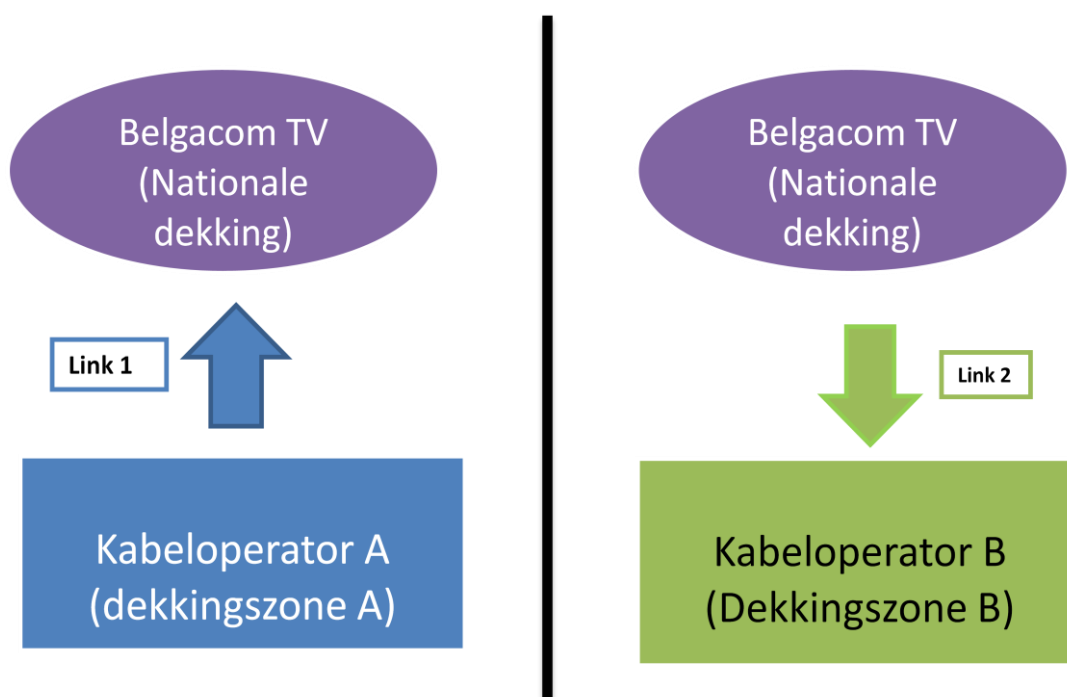 Belgacom TV
(Nationale
dekking)
Link 1
Kabeloperator A
(dekkingszone A)
Belgacom TV
(Nationale
dekking)
Link 2
Kabeloperator B
(Dekkingszone B)